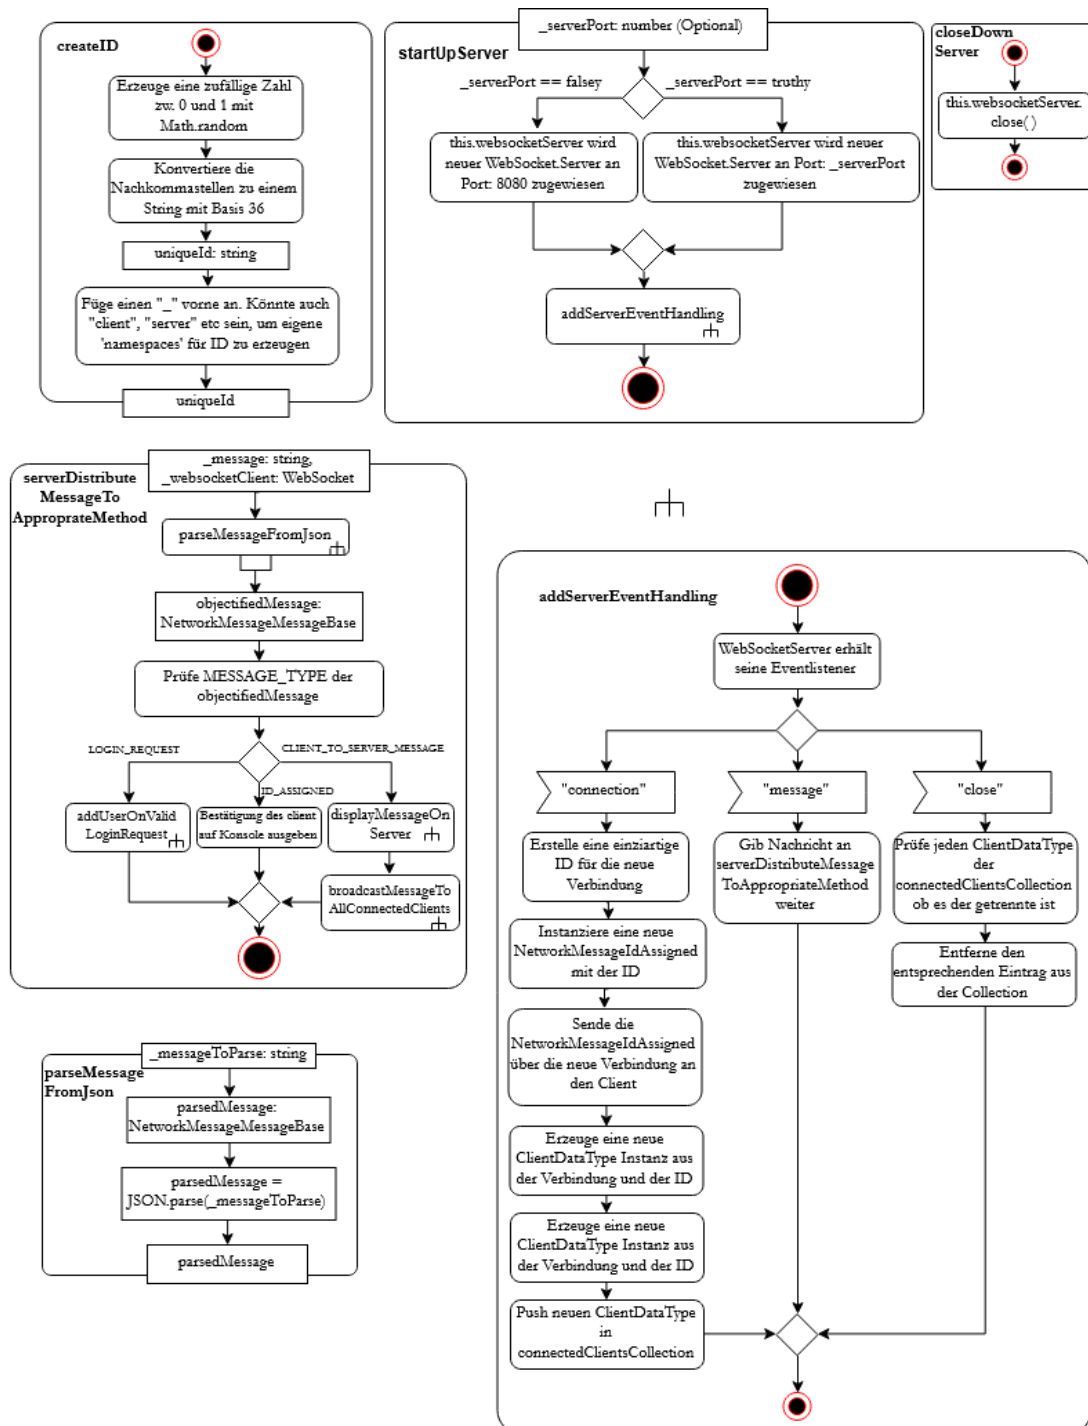 createID
Erzeuge eine zufällige Zahl
zw. 0 und 1 mit
Math.random
Konvertiere die
Nachkommastellen zu einem
String mit Basis 36
uniqueId: string
Füge einen "_" vorne an. Könnte auch
"client", "server" etc sein, um eigene
'namespaces' für ID zu erzeugen
uniqueId
_serverPort: number (Optional)
startUpServer
_serverPort == falsey
_serverPort == truthy
this.websocketServer wird
neuer WebSocket.Server an
Port: 8080 zugewiesen
this.websocketServer wird neuer
WebSocket.Server an Port: _serverPort
zugewiesen
addServerEventHandling
closeDown
Server
this.websocketServer.
close( )
_message: string,
_websocketClient: WebSocket
serverDistribute
MessageTo
ApproprateMethod
parseMessageFromJson
objectifiedMessage:
NetworkMessageMessageBase
Prüfe MESSAGE_TYPE der
objectifiedMessage
LOGIN_REQUEST
CLIENT_TO_SERVER_MESSAGE
ID_ASSIGNED
addUserOnValid
LoginRequest
Bestätigung des client
auf Konsole ausgeben
displayMessageOn
Server
broadcastMessageTo
AllConnectedClients
_messageToParse: string
parseMessage
FromJson
parsedMessage:
NetworkMessageMessageBase
parsedMessage =
JSON.parse(_messageToParse)
parsedMessage
addServerEventHandling
WebSocketServer erhält
seine Eventlistener
"connection"
"message"
"close"
Erstelle eine einziartige
ID für die neue
Verbindung
Instanziere eine neue
NetworkMessageIdAssigned
mit der ID
Sende die
NetworkMessageIdAssigned
über die neue Verbindung an
den Client
Erzeuge eine neue
ClientDataType Instanz aus
der Verbindung und der ID
Erzeuge eine neue
ClientDataType Instanz aus
der Verbindung und der ID
Push neuen ClientDataType
in
connectedClientsCollection
Gib Nachricht an
serverDistributeMessage
ToAppropriateMethod
weiter
Prüfe jeden ClientDataType
der
connectedClientsCollection
ob es der getrennte ist
Entferne den
entsprechenden Eintrag aus
der Collection